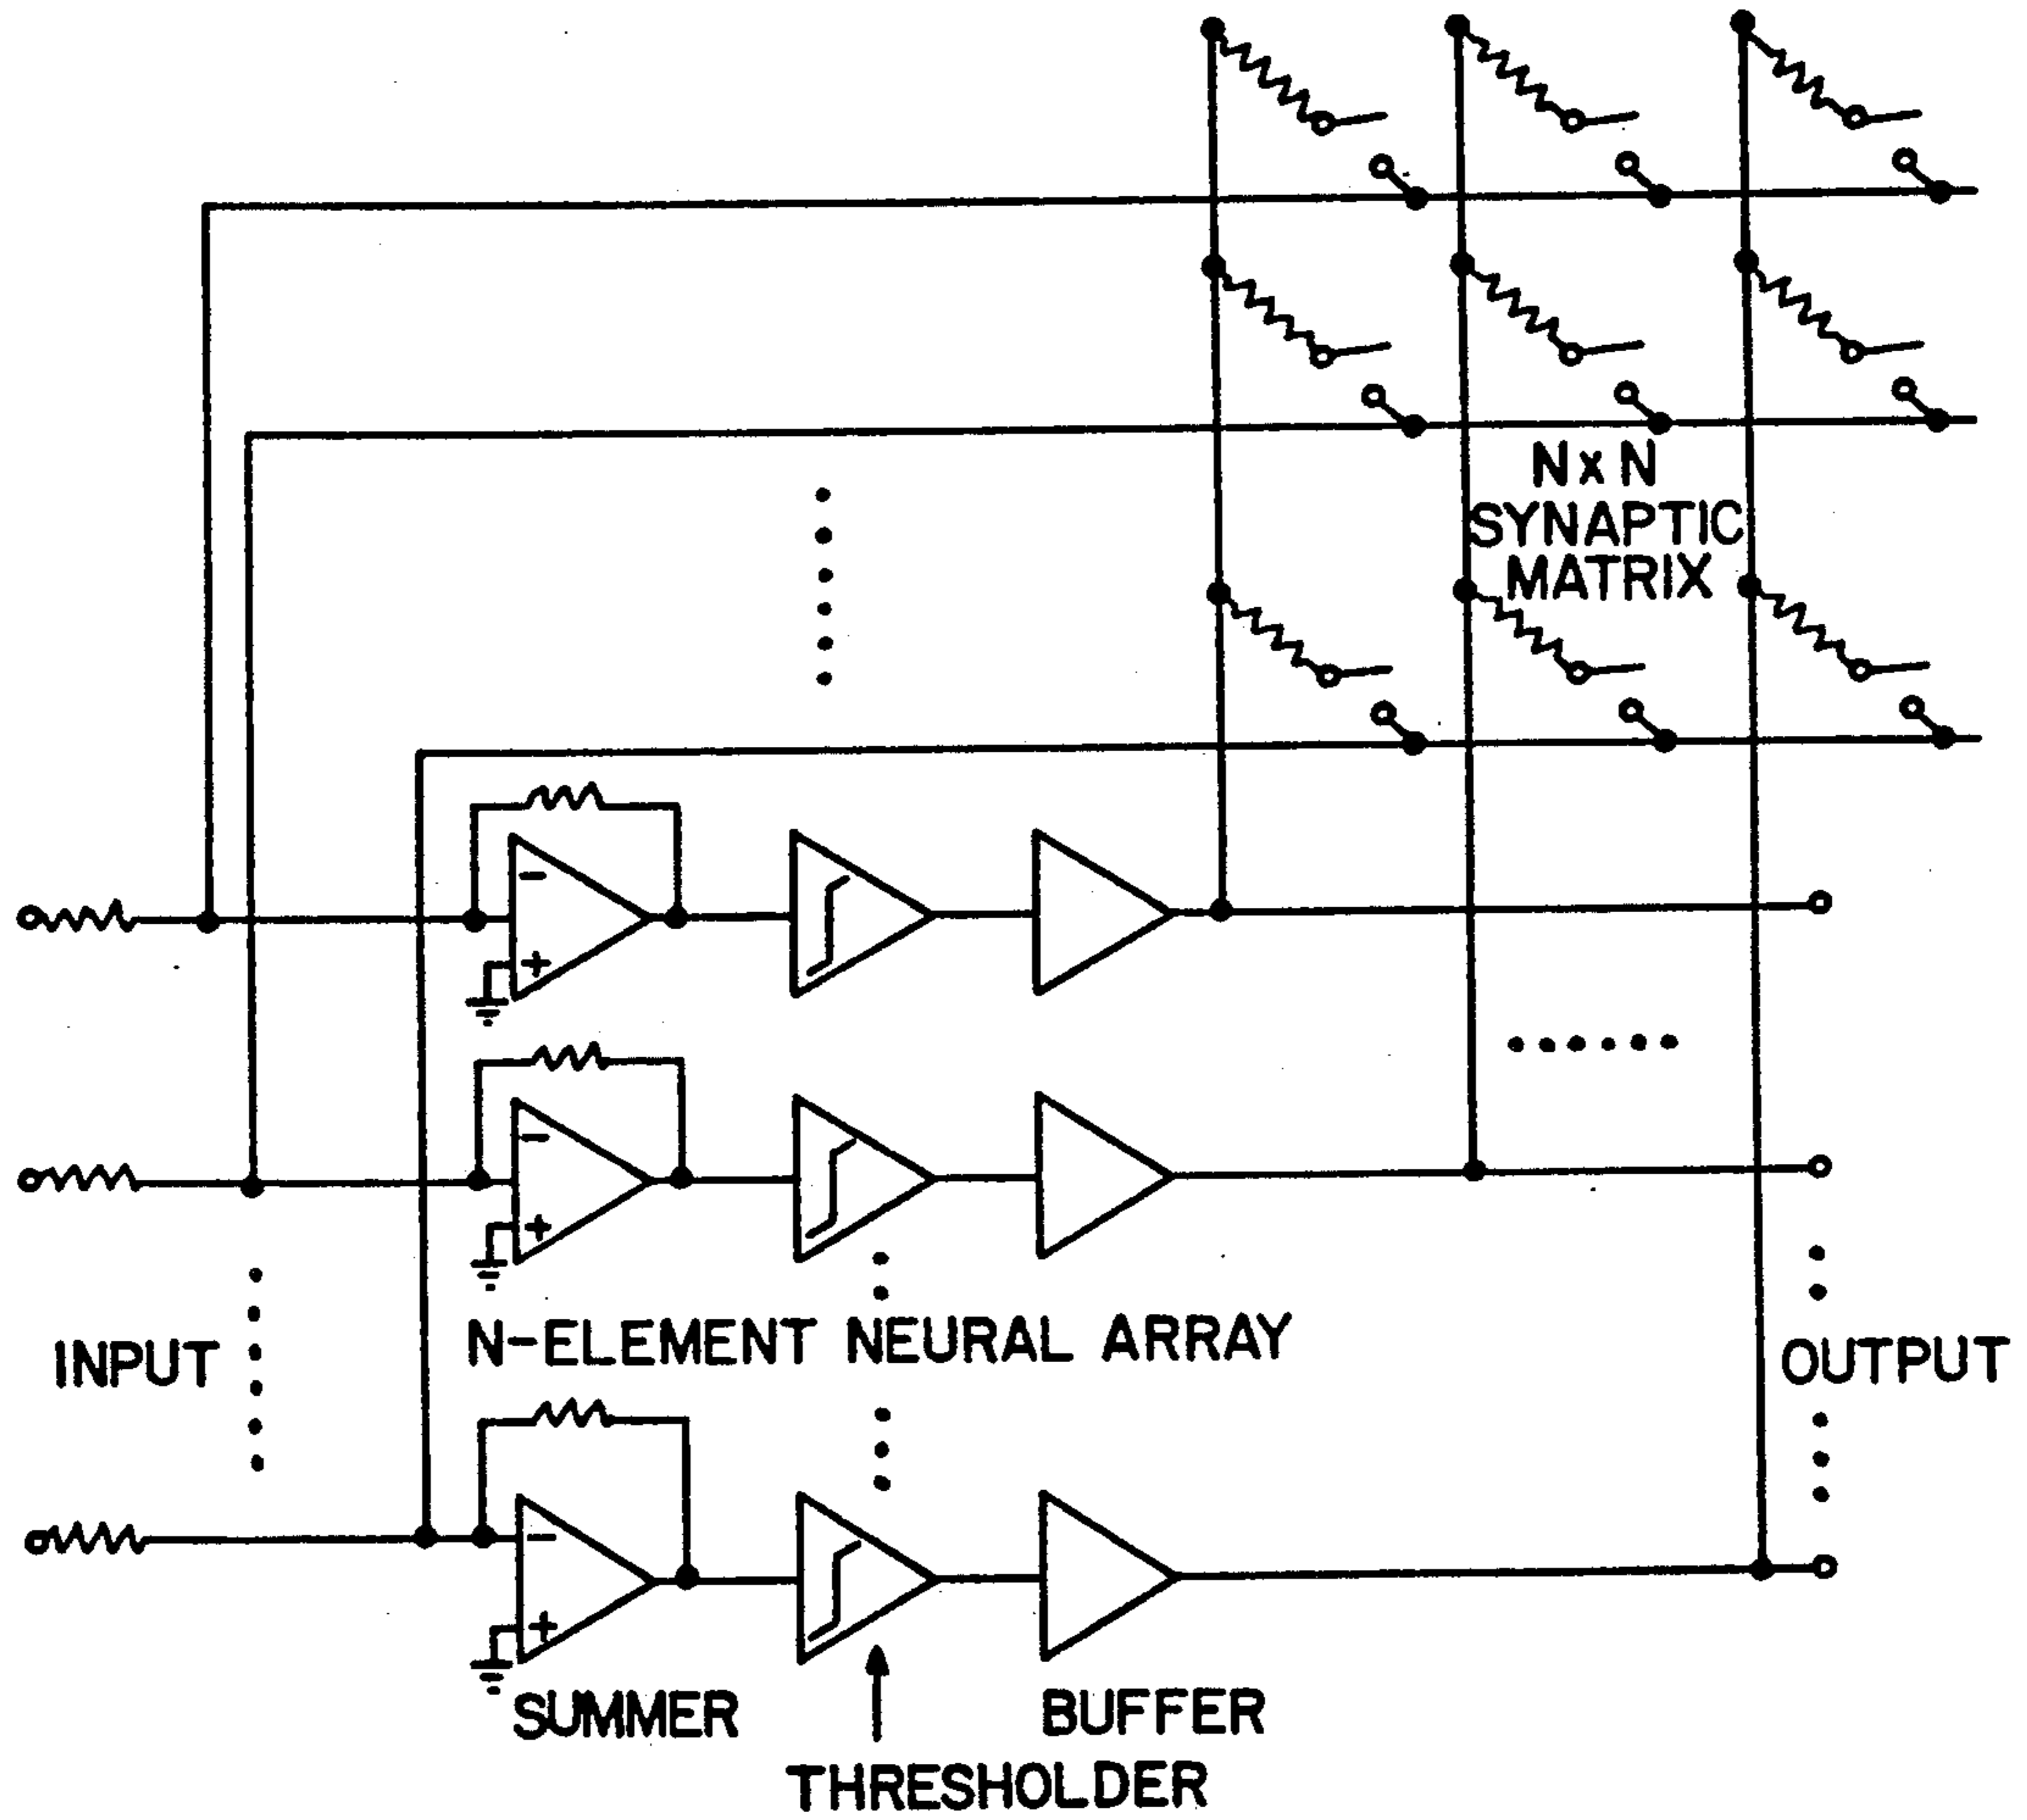 N x N
SYNAPTIC
MATRIX
−
+
−
+
INPUT
N-ELEMENT NEURAL ARRAY
OUTPUT
−
+
SUMMER
BUFFER
THRESHOLDER